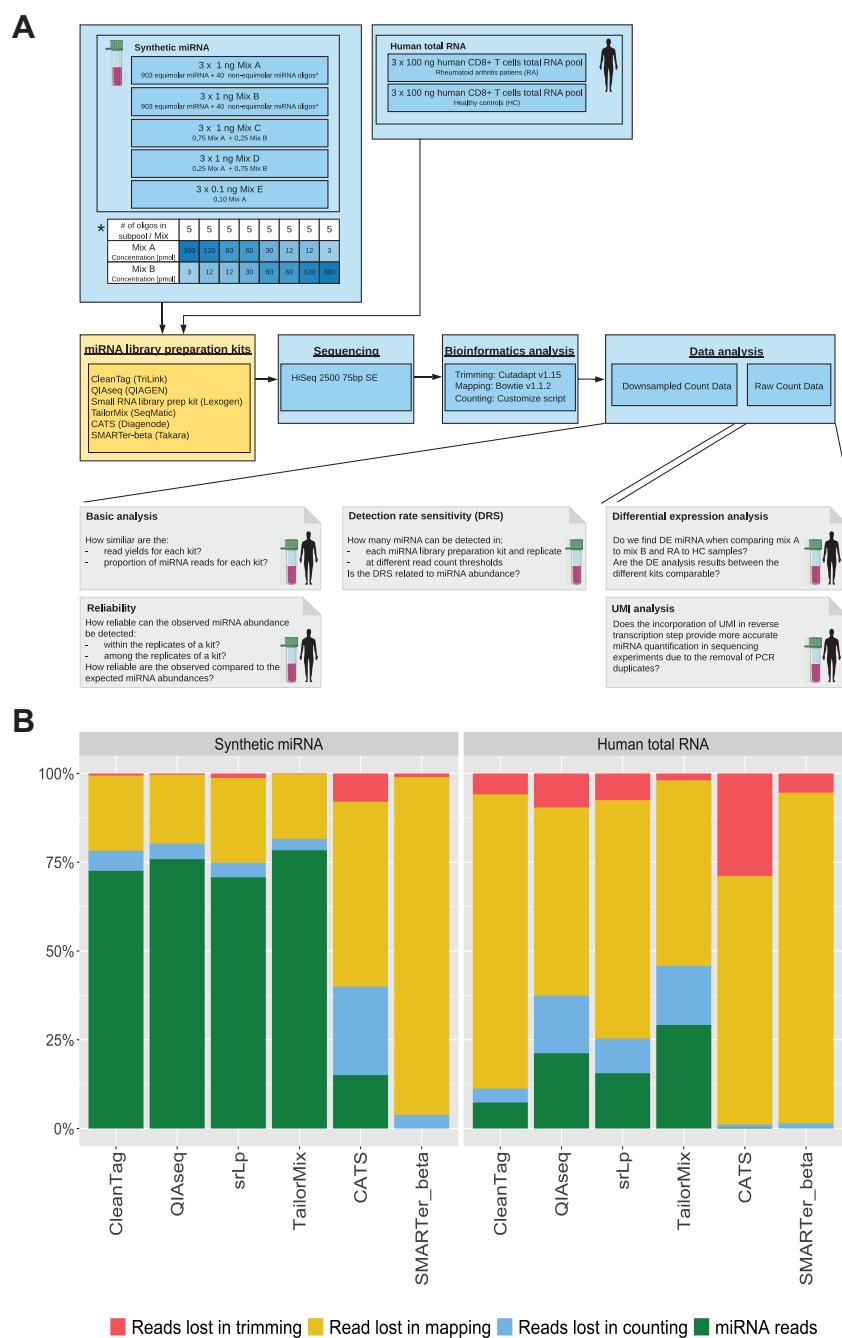 A
Synthetic miRNA
3 x 1 ng Mix A
903 equimolar miRNA + 40 non-equimolar miRNA oligos*
3 x 1 ng Mix B
903 equimolar miRNA + 40 non-equimolar miRNA oligos*
3 x 1 ng Mix C
0.75 Mix A + 0.25 Mix B
3 x 1 ng Mix D
0.25 Mix A + 0.75 Mix B
3 x 0.1 ng Mix E
0.10 Mix A
* # of oligos in subpool / Mix 5 5 5 5 5 5 5 5
Mix A Concentration [pmol] 300 120 60 60 30 12 12 3
Mix B Concentration [pmol] 3 12 12 30 60 60 120 300
Human total RNA
3 x 100 ng human CD8+ T cells total RNA pool
Rheumatoid arthritis patiens (RA)
3 x 100 ng human CD8+ T cells total RNA pool
Healthy controls (HC)
miRNA library preparation kits
CleanTag (TriLink)
QIAseq (QIAGEN)
Small RNA library prep kit (Lexogen)
TailorMix (SeqMatic)
CATS (Diagenode)
SMARTer-beta (Takara)
Sequencing
HiSeq 2500 75bp SE
Bioinformatics analysis
Trimming: Cutadapt v1.15
Mapping: Bowtie v1.1.2
Counting: Customize script
Data analysis
Downsampled Count Data
Raw Count Data
Basic analysis
How similiar are the:
- read yields for each kit?
- proportion of miRNA reads for each kit?
Detection rate sensitivity (DRS)
How many miRNA can be detected in:
- each miRNA library preparation kit and replicate
- at different read count thresholds
Is the DRS related to miRNA abundance?
Differential expression analysis
Do we find DE miRNA when comparing mix A
to mix B and RA to HC samples?
Are the DE analysis results between the
different kits comparable?
Reliability
How reliable can the observed miRNA abundance
be detected:
- within the replicates of a kit?
- among the replicates of a kit?
How reliable are the observed compared to the
expected miRNA abundances?
UMI analysis
Does the incorporation of UMI in reverse
transcription step provide more accurate
miRNA quantification in sequencing
experiments due to the removal of PCR
duplicates?
B
Synthetic miRNA
Human total RNA
100%
75%
50%
25%
0%
CleanTag
QIAseq
srLp
TailorMix
CATS
SMARTer_beta
CleanTag
QIAseq
srLp
TailorMix
CATS
SMARTer_beta
Reads lost in trimming
Read lost in mapping
Reads lost in counting
miRNA reads